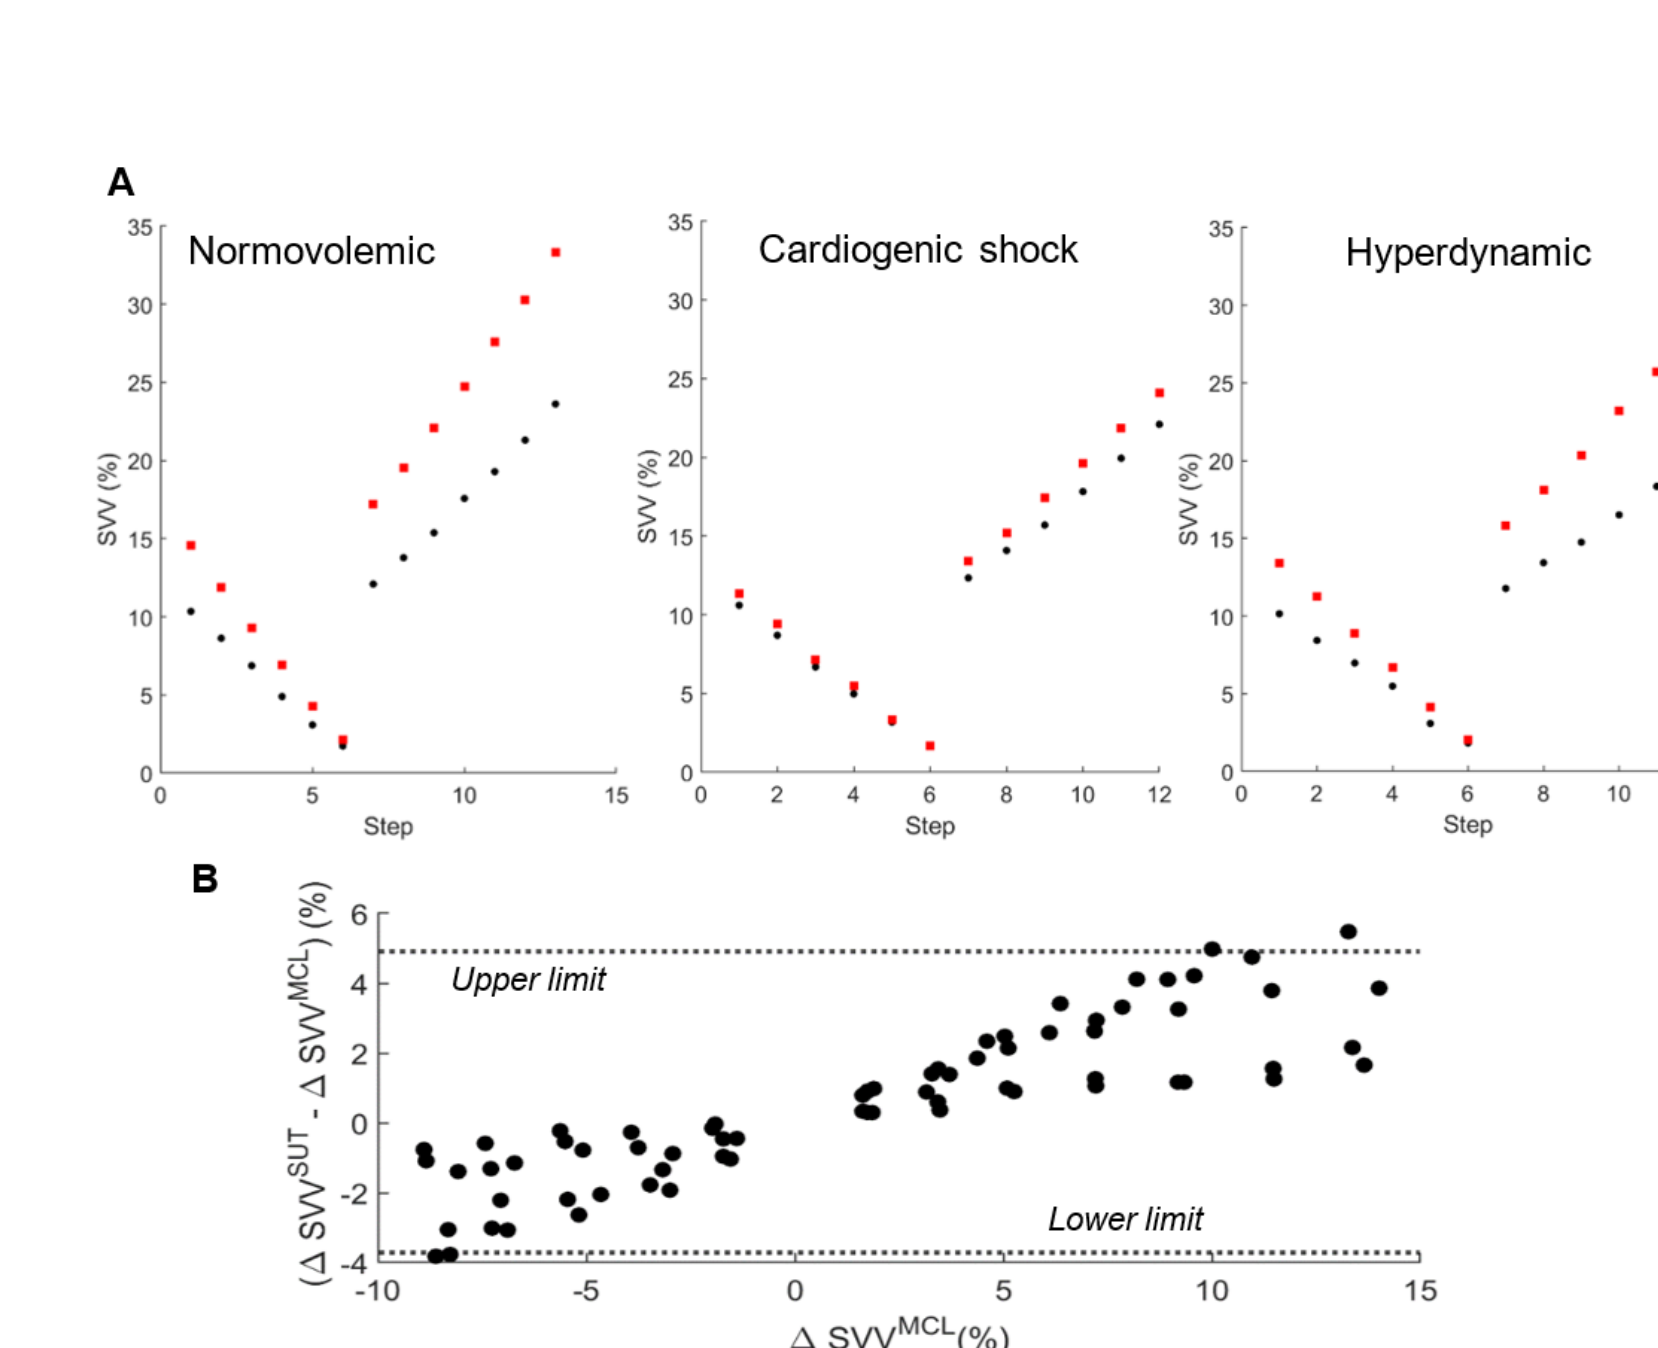 A
Normovolemic
Cardiogenic shock
Hyperdynamic
35
30
25
20
15
10
5
0
SVV (%)
0 5 10 15
Step
35
30
25
20
15
10
5
0
SVV (%)
0 2 4 6 8 10 12
Step
35
30
25
20
15
10
5
0
SVV (%)
0 2 4 6 8 10
Step
B
6
4
2
0
-2
-4
(Δ SVV^SUT - Δ SVV^MCL) (%)
Upper limit
Lower limit
-10 -5 0 5 10 15
Δ SVV^MCL(%)